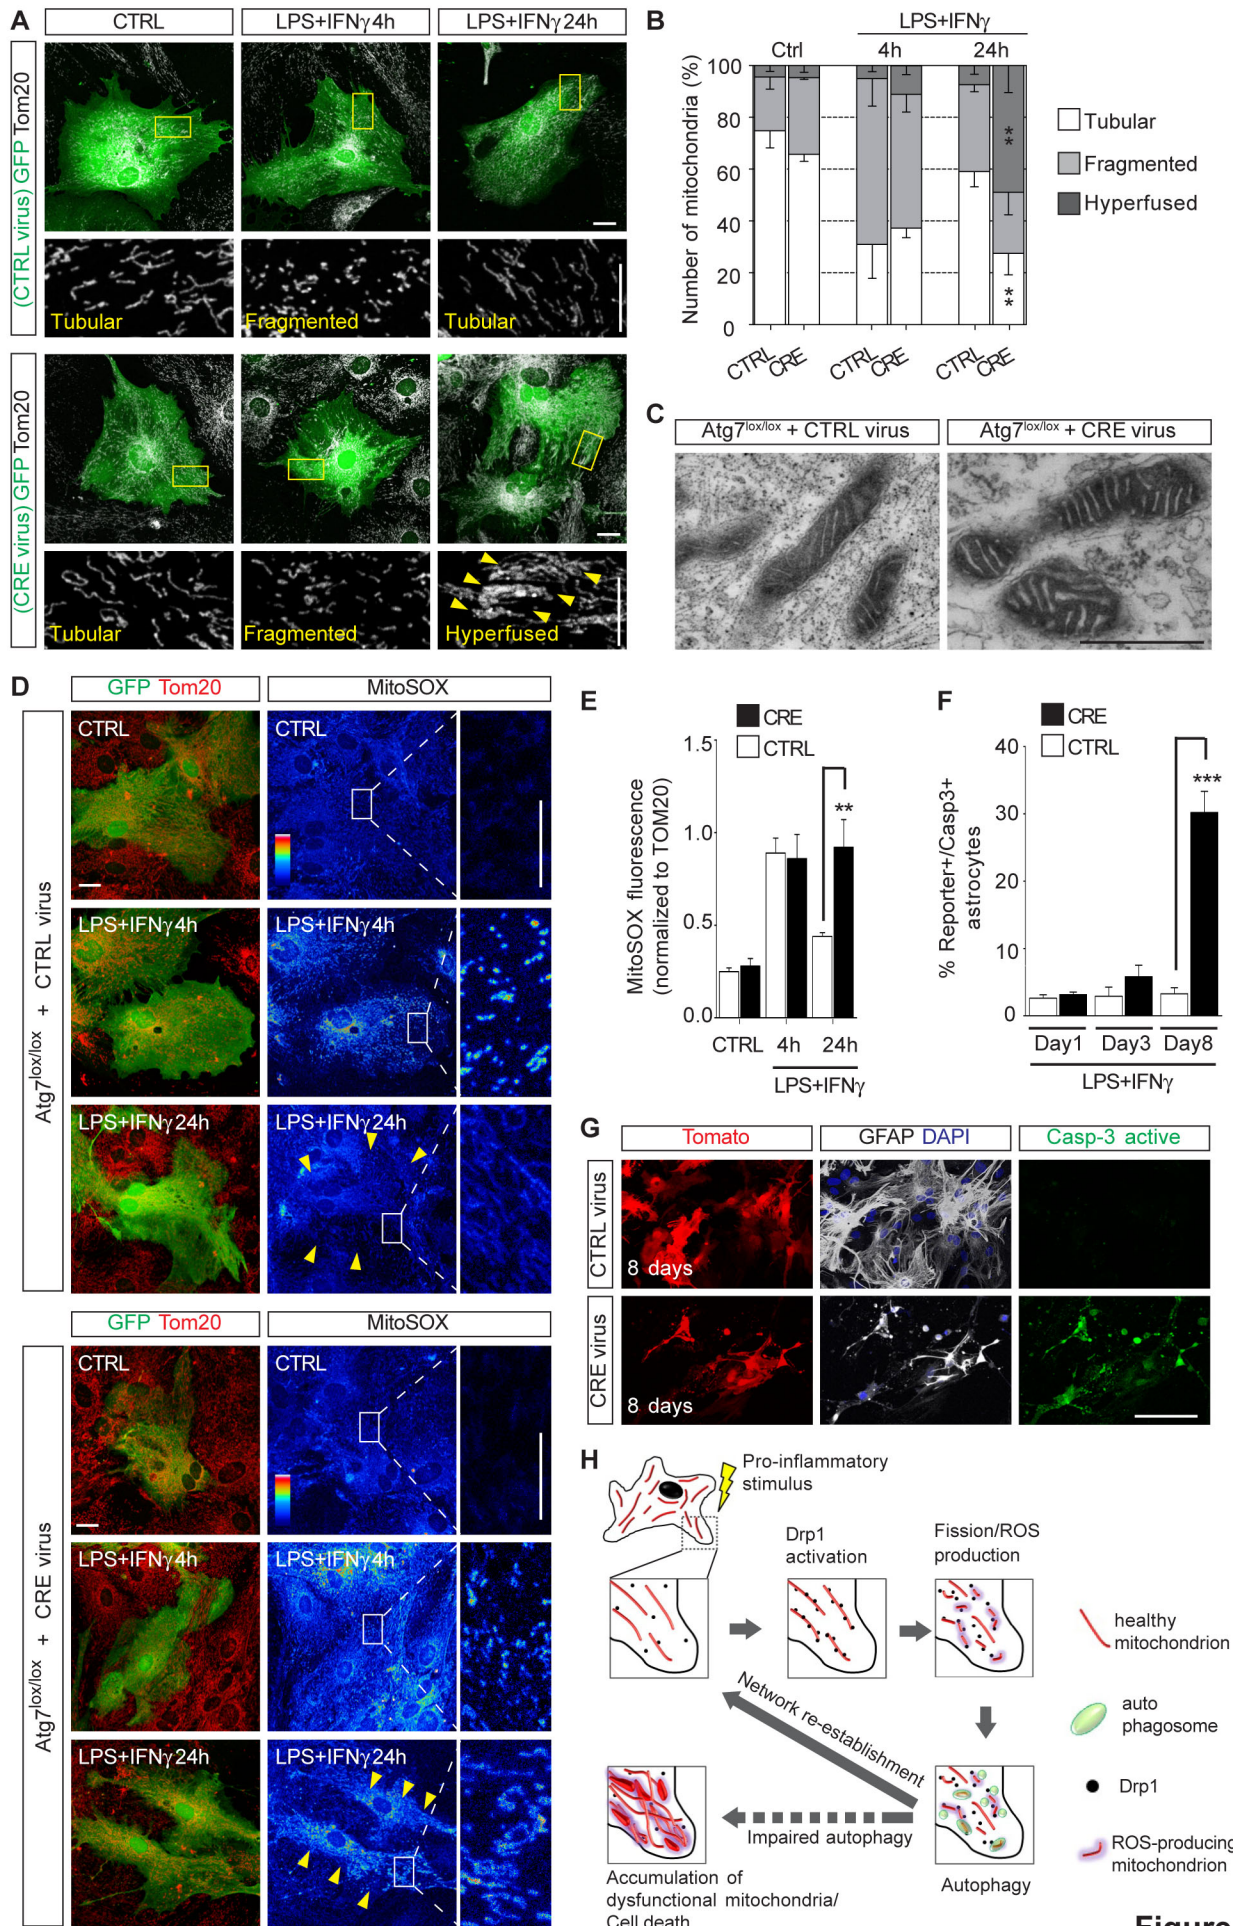 A
CTRL
LPS+IFNγ4h
LPS+IFNγ24h
(CTRL virus) GFP Tom20
Tubular
Fragmented
Tubular
(CRE virus) GFP Tom20
Tubular
Fragmented
Hyperfused
B
LPS+IFNγ
Ctrl
4h
24h
Number of mitochondria (%)
100
80
60
40
20
0
**
**
CTRL
CRE
CTRL
CRE
CTRL
CRE
Tubular
Fragmented
Hyperfused
C
Atg7lox/lox + CTRL virus
Atg7lox/lox + CRE virus
D
GFP Tom20
MitoSOX
Atg7lox/lox + CTRL virus
CTRL
CTRL
LPS+IFNγ4h
LPS+IFNγ4h
LPS+IFNγ24h
LPS+IFNγ24h
GFP Tom20
MitoSOX
Atg7lox/lox + CRE virus
CTRL
CTRL
LPS+IFNγ4h
LPS+IFNγ4h
LPS+IFNγ24h
LPS+IFNγ24h
E
CRE
CTRL
MitoSOX fluorescence
(normalized to TOM20)
1.5
1.0
0.5
0.0
**
CTRL
4h
24h
LPS+IFNγ
F
CRE
CTRL
% Reporter+/Casp3+
astrocytes
40
30
20
10
0
***
Day1
Day3
Day8
LPS+IFNγ
G
Tomato
GFAP DAPI
Casp-3 active
CTRL virus
8 days
CRE virus
8 days
H
Pro-inflammatory
stimulus
Drp1
activation
Fission/ROS
production
healthy
mitochondrion
auto
phagosome
Drp1
ROS-producing
mitochondrion
Network re-establishment
Impaired autophagy
Autophagy
Accumulation of
dysfunctional mitochondria/
Cell death
Figure